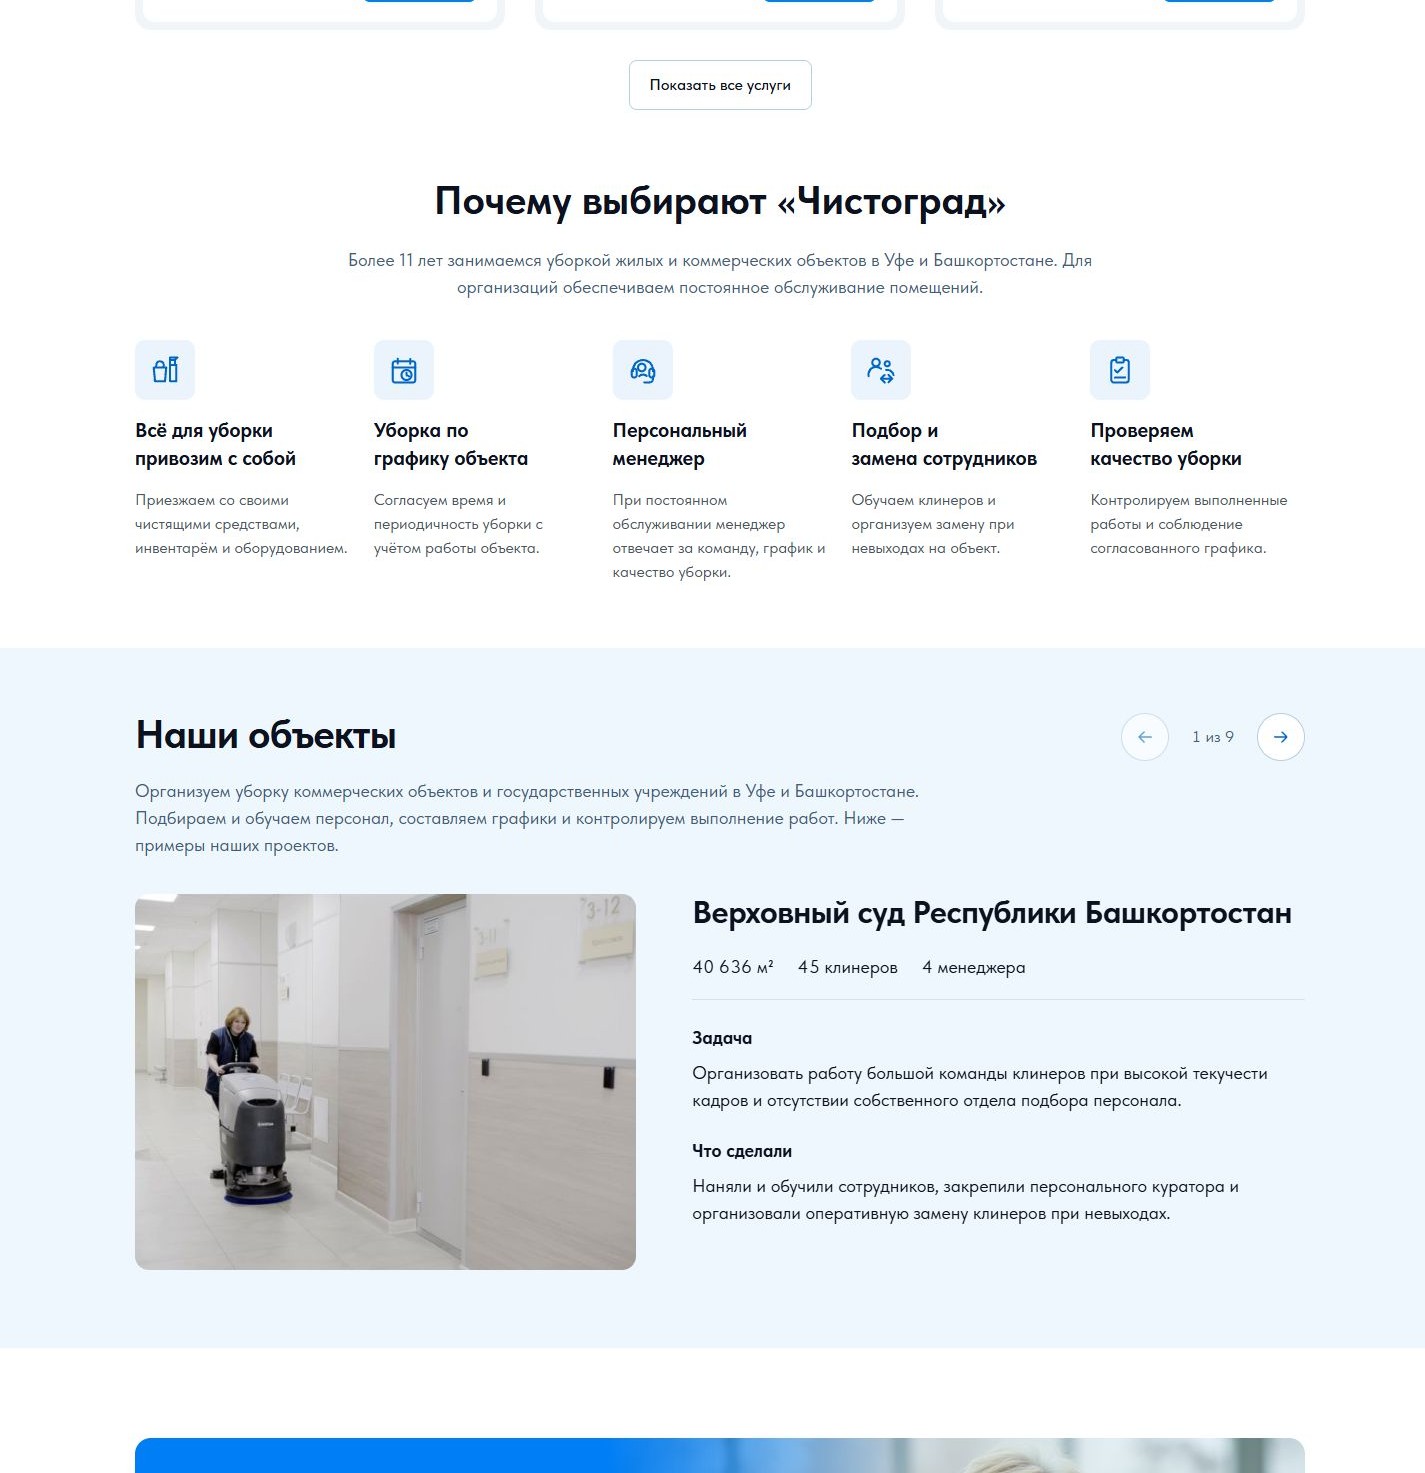 Показать все услуги
Почему выбирают «Чистоград»
Более 11 лет занимаемся уборкой жилых и коммерческих объектов в Уфе и Башкортостане. Для
организаций обеспечиваем постоянное обслуживание помещений.
Всё для уборки
привозим с собой
Приезжаем со своими
чистящими средствами,
инвентарём и оборудованием.
Уборка по
графику объекта
Согласуем время и
периодичность уборки с
учётом работы объекта.
Персональный
менеджер
При постоянном
обслуживании менеджер
отвечает за команду, график и
качество уборки.
Подбор и
замена сотрудников
Обучаем клинеров и
организуем замену при
невыходах на объект.
Проверяем
качество уборки
Контролируем выполненные
работы и соблюдение
согласованного графика.
Наши объекты
1 из 9
Организуем уборку коммерческих объектов и государственных учреждений в Уфе и Башкортостане.
Подбираем и обучаем персонал, составляем графики и контролируем выполнение работ. Ниже —
примеры наших проектов.
3-11
3-12
Верховный суд Республики Башкортостан
40 636 м² 45 клинеров 4 менеджера
Задача
Организовать работу большой команды клинеров при высокой текучести
кадров и отсутствии собственного отдела подбора персонала.
Что сделали
Наняли и обучили сотрудников, закрепили персонального куратора и
организовали оперативную замену клинеров при невыходах.